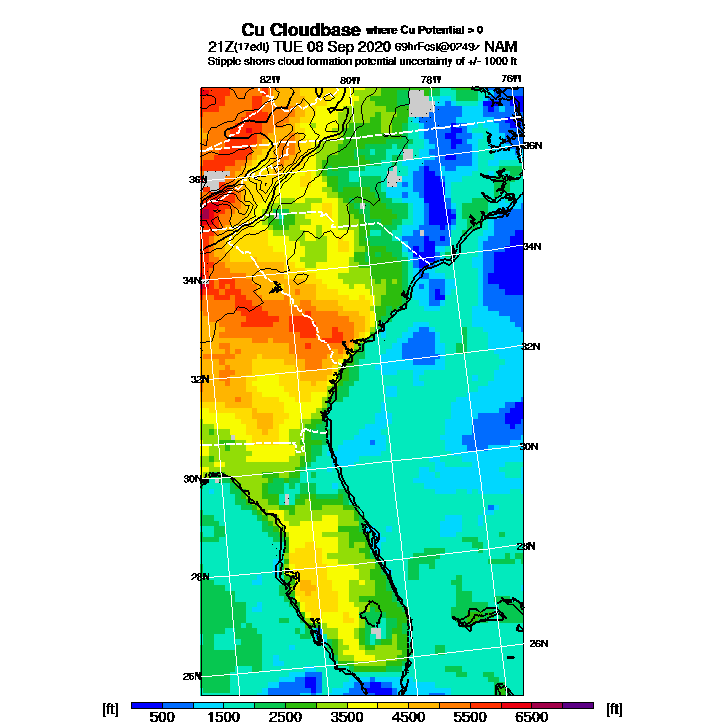 Cu Cloudbase where Cu Potential > 0
21Z(17edt) TUE 08 Sep 2020 69hrFcst@0249z NAM
Stipple shows cloud formation potential uncertainty of +/- 1000 ft
82W 80W 78W 76W
36N
36N
34N
34N
32N
32N
30N
30N
28N
28N
26N
26N
[ft] 500 1500 2500 3500 4500 5500 6500 [ft]